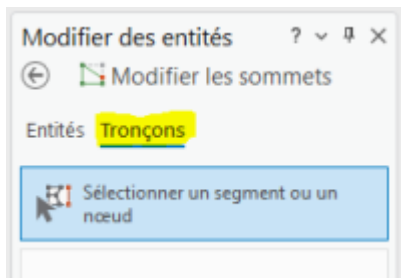 Modifier des entités ?
Modifier les sommets
Entités Tronçons
Sélectionner un segment ou un
nœud